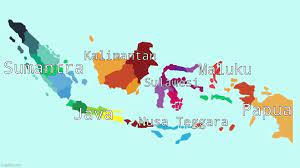 Kalimantan
Sumantra
Sulawesi
Maluku
Papua
Java
Nusa Teggara